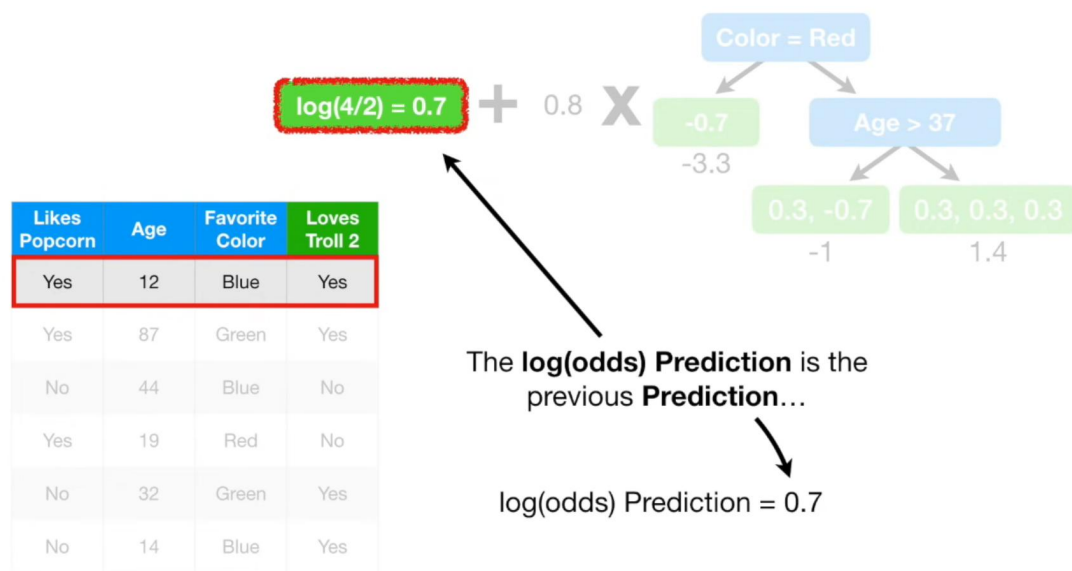 Color = Red
log(4/2) = 0.7 + 0.8 X -0.7 Age > 37
-3.3
0.3, -0.7 0.3, 0.3, 0.3
-1 1.4
Likes Popcorn Age Favorite Color Loves Troll 2
Yes 12 Blue Yes
Yes 87 Green Yes
No 44 Blue No
Yes 19 Red No
No 32 Green Yes
No 14 Blue Yes
The log(odds) Prediction is the
previous Prediction...
log(odds) Prediction = 0.7